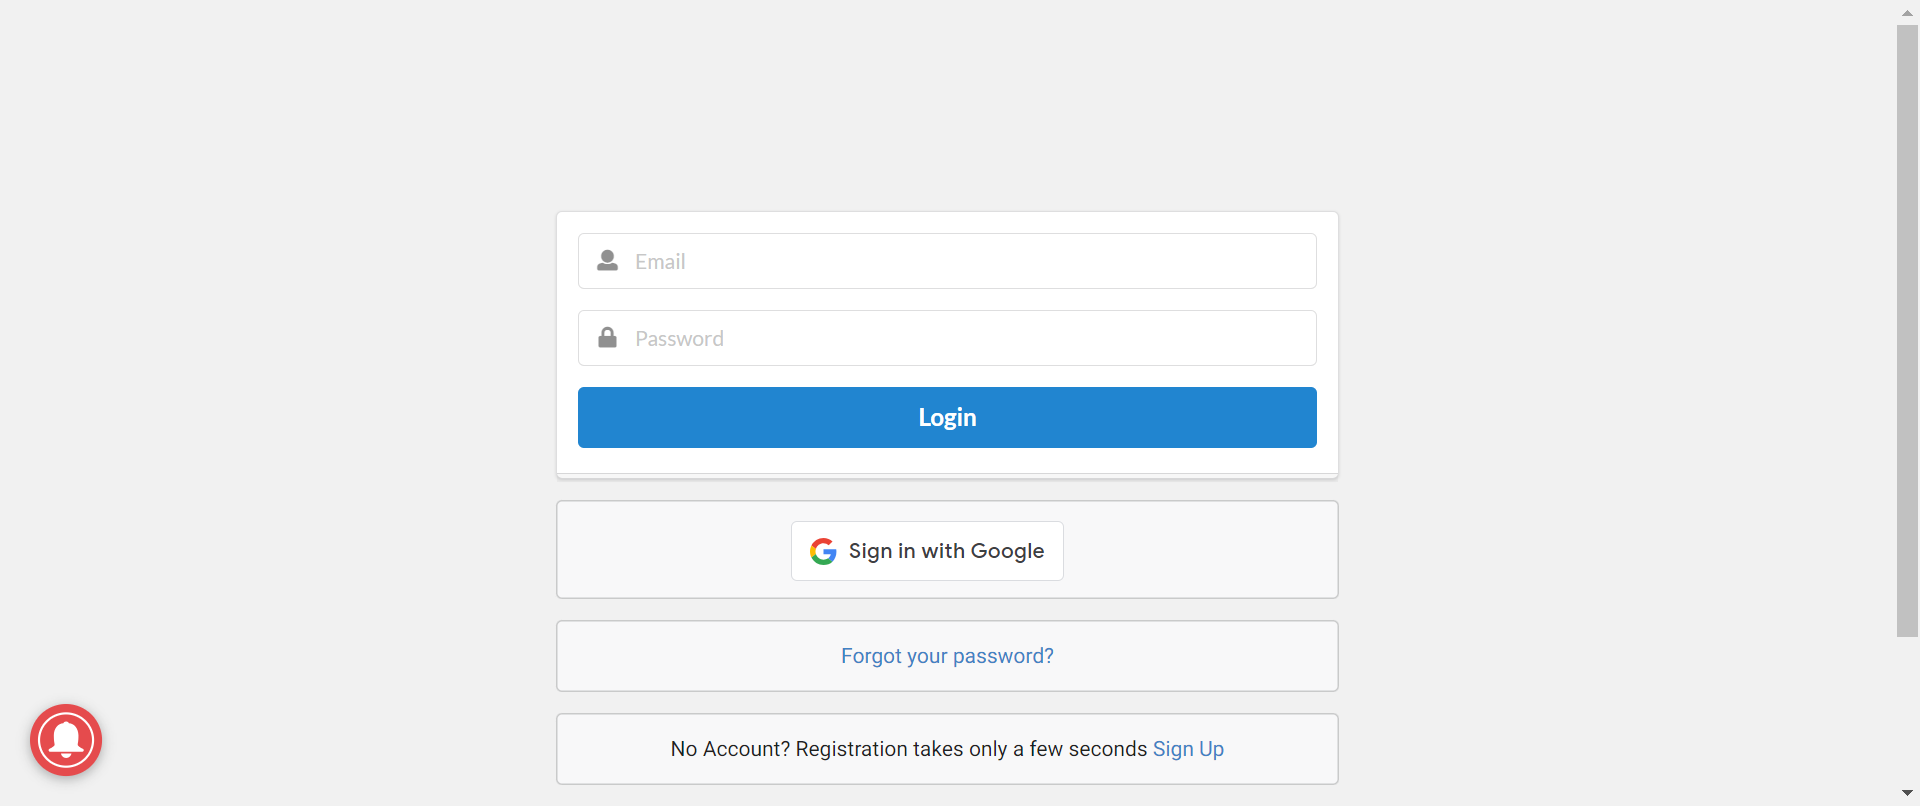 Email
Password
Login
Sign in with Google
Forgot your password?
No Account? Registration takes only a few seconds Sign Up